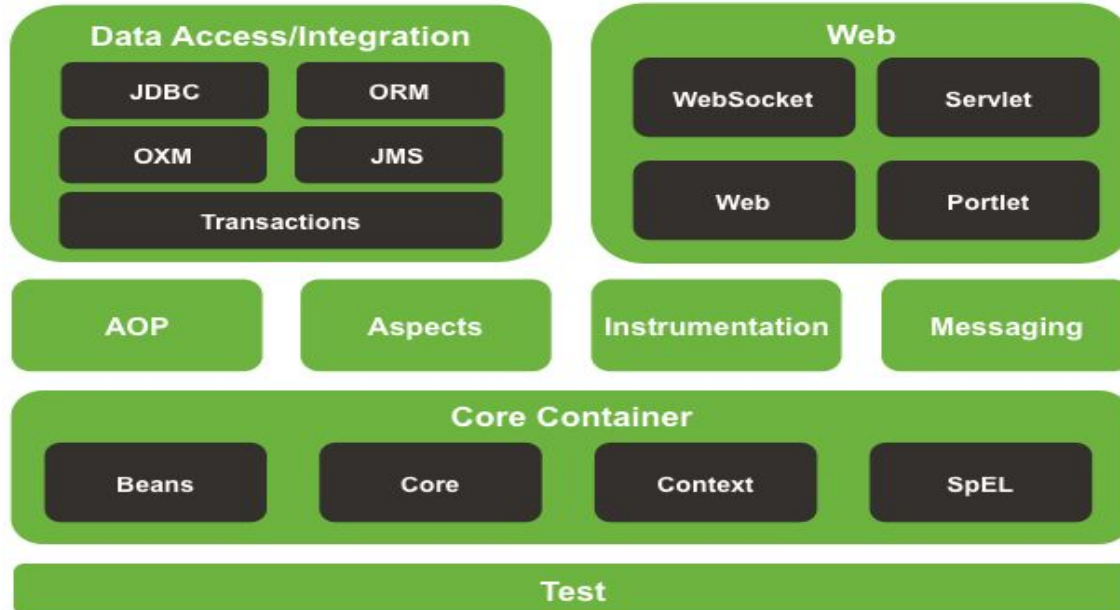 Data Access/Integration
JDBC
ORM
OXM
JMS
Transactions
Web
WebSocket
Servlet
Web
Portlet
AOP
Aspects
Instrumentation
Messaging
Core Container
Beans
Core
Context
SpEL
Test